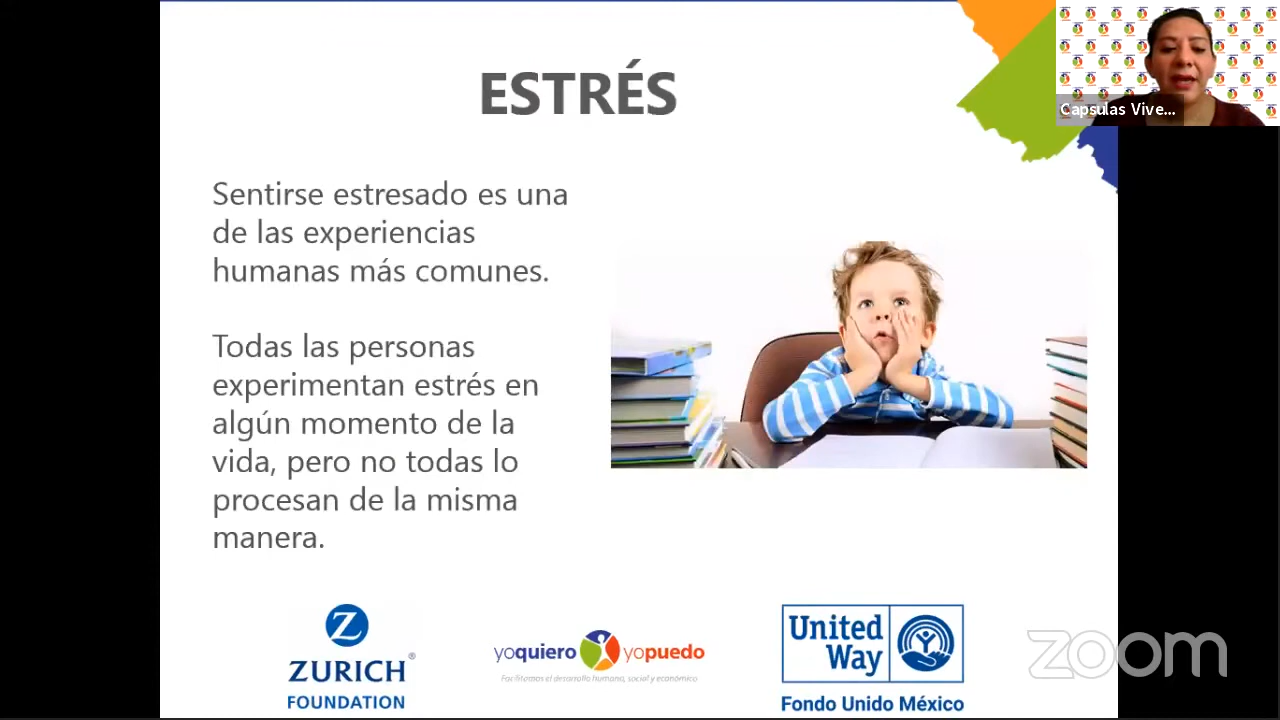 ESTRÉS
Capsulas Vive...
Sentirse estresado es una
de las experiencias
humanas más comunes.
Todas las personas
experimentan estrés en
algún momento de la
vida, pero no todas lo
procesan de la misma
manera.
Z
ZURICH®
FOUNDATION
yoquiero yopuedo
Facilitamos el desarrollo humano, social y económico
United
Way
Fondo Unido México
zoom